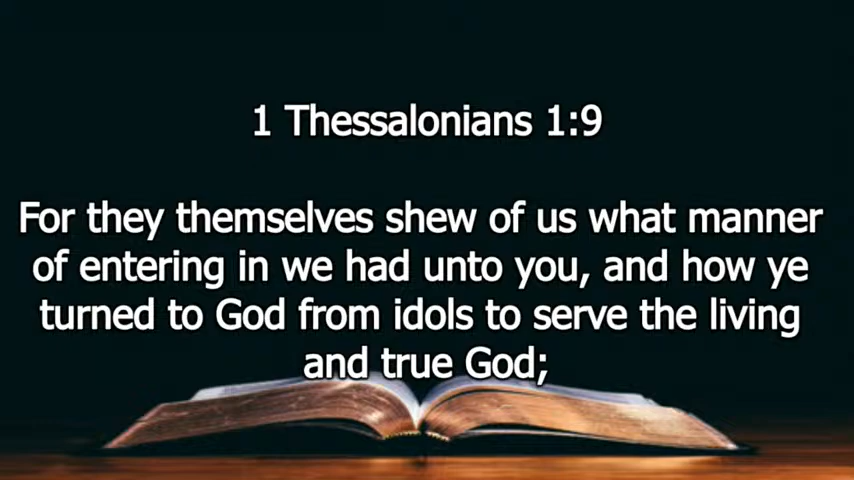 1 Thessalonians 1:9
For they themselves shew of us what manner
of entering in we had unto you, and how ye
turned to God from idols to serve the living
and true God;